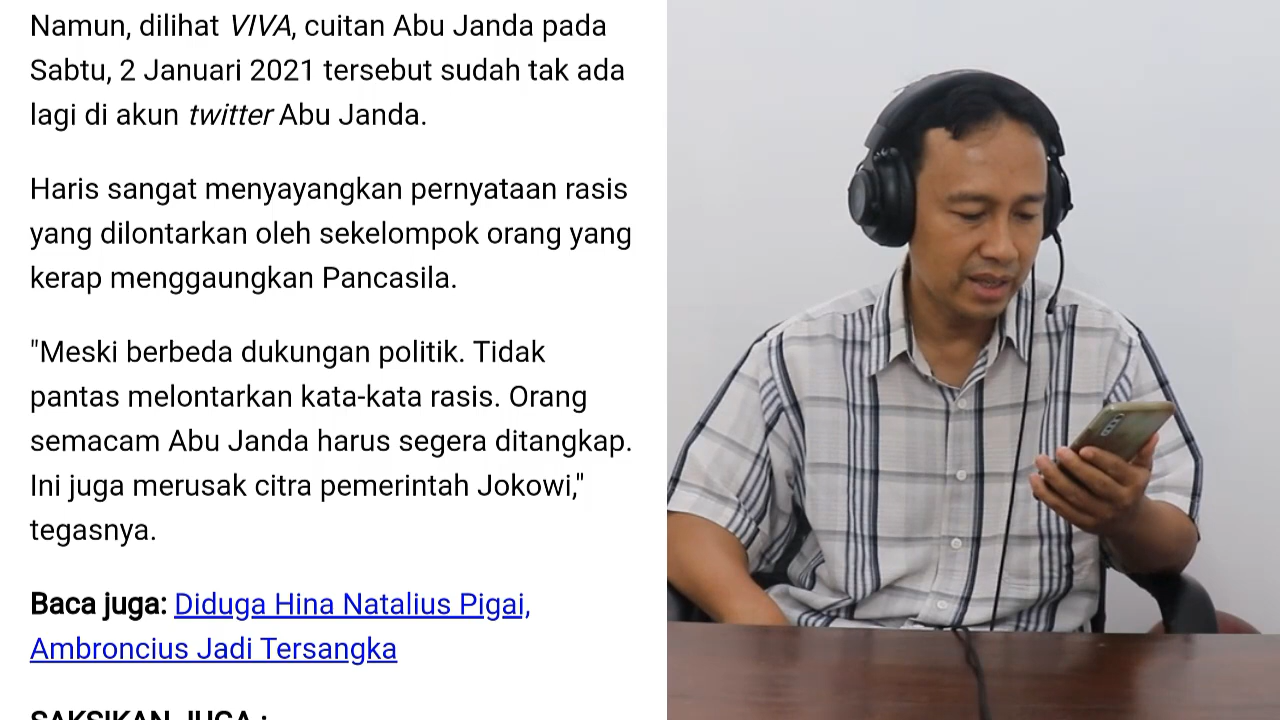 Namun, dilihat VIVA, cuitan Abu Janda pada
Sabtu, 2 Januari 2021 tersebut sudah tak ada
lagi di akun twitter Abu Janda.
Haris sangat menyayangkan pernyataan rasis
yang dilontarkan oleh sekelompok orang yang
kerap menggaungkan Pancasila.
"Meski berbeda dukungan politik. Tidak
pantas melontarkan kata-kata rasis. Orang
semacam Abu Janda harus segera ditangkap.
Ini juga merusak citra pemerintah Jokowi,"
tegasnya.
Baca juga: Diduga Hina Natalius Pigai,
Ambroncius Jadi Tersangka
SAKSIKAN JUGA :